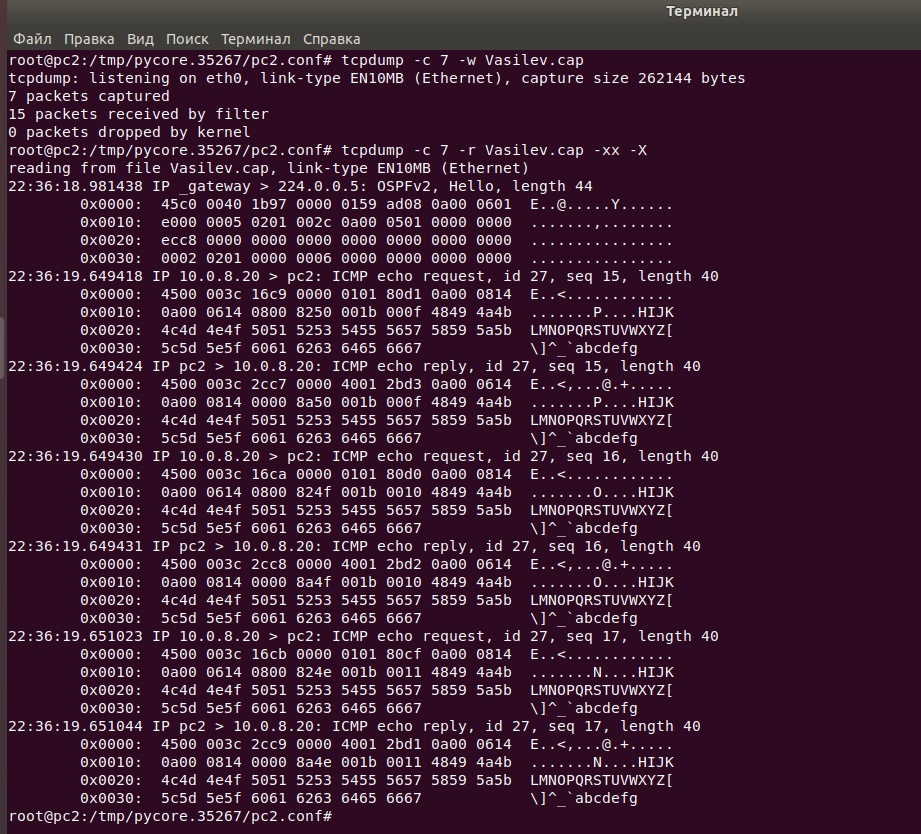 Терминал
Файл Правка Вид Поиск Терминал Справка
root@pc2:/tmp/pycore.35267/pc2.conf# tcpdump -c 7 -w Vasilev.cap
tcpdump: listening on eth0, link-type EN10MB (Ethernet), capture size 262144 bytes
7 packets captured
15 packets received by filter
0 packets dropped by kernel
root@pc2:/tmp/pycore.35267/pc2.conf# tcpdump -c 7 -r Vasilev.cap -xx -X
reading from file Vasilev.cap, link-type EN10MB (Ethernet)
22:36:18.981438 IP _gateway > 224.0.0.5: OSPFv2, Hello, length 44
        0x0000:  45c0 0040 1b97 0000 0159 ad08 0a00 0601  E..@.....Y......
        0x0010:  e000 0005 0201 002c 0a00 0501 0000 0000  .......,........
        0x0020:  ecc8 0000 0000 0000 0000 0000 0000 0000  ................
        0x0030:  0002 0201 0000 0006 0000 0000 0000 0000  ................
22:36:19.649418 IP 10.0.8.20 > pc2: ICMP echo request, id 27, seq 15, length 40
        0x0000:  4500 003c 16c9 0000 0101 80d1 0a00 0814  E..<............
        0x0010:  0a00 0614 0800 8250 001b 000f 4849 4a4b  .......P....HIJK
        0x0020:  4c4d 4e4f 5051 5253 5455 5657 5859 5a5b  LMNOPQRSTUVWXYZ[
        0x0030:  5c5d 5e5f 6061 6263 6465 6667            \]^_`abcdefg
22:36:19.649424 IP pc2 > 10.0.8.20: ICMP echo reply, id 27, seq 15, length 40
        0x0000:  4500 003c 2cc7 0000 4001 2bd3 0a00 0614  E..<,...@.+.....
        0x0010:  0a00 0814 0000 8a50 001b 000f 4849 4a4b  .......P....HIJK
        0x0020:  4c4d 4e4f 5051 5253 5455 5657 5859 5a5b  LMNOPQRSTUVWXYZ[
        0x0030:  5c5d 5e5f 6061 6263 6465 6667            \]^_`abcdefg
22:36:19.649430 IP 10.0.8.20 > pc2: ICMP echo request, id 27, seq 16, length 40
        0x0000:  4500 003c 16ca 0000 0101 80d0 0a00 0814  E..<............
        0x0010:  0a00 0614 0800 824f 001b 0010 4849 4a4b  .......O....HIJK
        0x0020:  4c4d 4e4f 5051 5253 5455 5657 5859 5a5b  LMNOPQRSTUVWXYZ[
        0x0030:  5c5d 5e5f 6061 6263 6465 6667            \]^_`abcdefg
22:36:19.649431 IP pc2 > 10.0.8.20: ICMP echo reply, id 27, seq 16, length 40
        0x0000:  4500 003c 2cc8 0000 4001 2bd2 0a00 0614  E..<,...@.+.....
        0x0010:  0a00 0814 0000 8a4f 001b 0010 4849 4a4b  .......O....HIJK
        0x0020:  4c4d 4e4f 5051 5253 5455 5657 5859 5a5b  LMNOPQRSTUVWXYZ[
        0x0030:  5c5d 5e5f 6061 6263 6465 6667            \]^_`abcdefg
22:36:19.651023 IP 10.0.8.20 > pc2: ICMP echo request, id 27, seq 17, length 40
        0x0000:  4500 003c 16cb 0000 0101 80cf 0a00 0814  E..<............
        0x0010:  0a00 0614 0800 824e 001b 0011 4849 4a4b  .......N....HIJK
        0x0020:  4c4d 4e4f 5051 5253 5455 5657 5859 5a5b  LMNOPQRSTUVWXYZ[
        0x0030:  5c5d 5e5f 6061 6263 6465 6667            \]^_`abcdefg
22:36:19.651044 IP pc2 > 10.0.8.20: ICMP echo reply, id 27, seq 17, length 40
        0x0000:  4500 003c 2cc9 0000 4001 2bd1 0a00 0614  E..<,...@.+.....
        0x0010:  0a00 0814 0000 8a4e 001b 0011 4849 4a4b  .......N....HIJK
        0x0020:  4c4d 4e4f 5051 5253 5455 5657 5859 5a5b  LMNOPQRSTUVWXYZ[
        0x0030:  5c5d 5e5f 6061 6263 6465 6667            \]^_`abcdefg
root@pc2:/tmp/pycore.35267/pc2.conf#